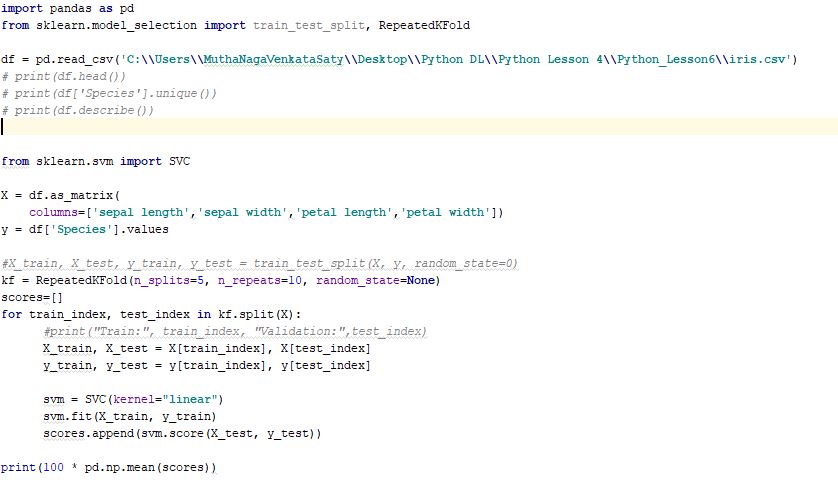 import pandas as pd
from sklearn.model_selection import train_test_split, RepeatedKFold

df = pd.read_csv('C:\\Users\\MuthaNagaVenkataSaty\\Desktop\\Python DL\\Python Lesson 4\\Python_Lesson6\\iris.csv')
# print(df.head())
# print(df['Species'].unique())
# print(df.describe())

from sklearn.svm import SVC

X = df.as_matrix(
    columns=['sepal length','sepal width','petal length','petal width'])
y = df['Species'].values

#X_train, X_test, y_train, y_test = train_test_split(X, y, random_state=0)
kf = RepeatedKFold(n_splits=5, n_repeats=10, random_state=None)
scores=[]
for train_index, test_index in kf.split(X):
      #print("Train:", train_index, "Validation:",test_index)
      X_train, X_test = X[train_index], X[test_index]
      y_train, y_test = y[train_index], y[test_index]

      svm = SVC(kernel="linear")
      svm.fit(X_train, y_train)
      scores.append(svm.score(X_test, y_test))

print(100 * pd.np.mean(scores))